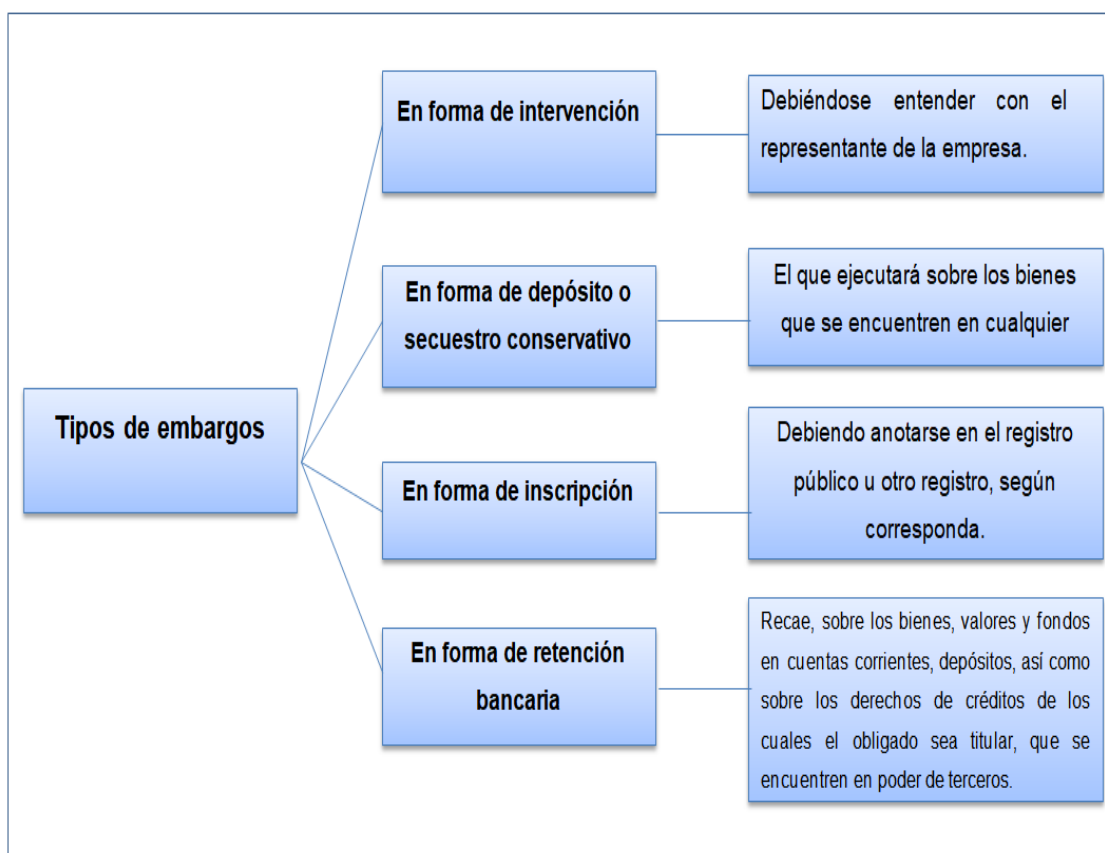 Tipos de embargos
En forma de intervención
Debiéndose entender con el
representante de la empresa.
En forma de depósito o
secuestro conservativo
El que ejecutará sobre los bienes
que se encuentren en cualquier
En forma de inscripción
Debiendo anotarse en el registro
público u otro registro, según
corresponda.
En forma de retención
bancaria
Recae, sobre los bienes, valores y fondos
en cuentas corrientes, depósitos, así como
sobre los derechos de créditos de los
cuales el obligado sea titular, que se
encuentren en poder de terceros.